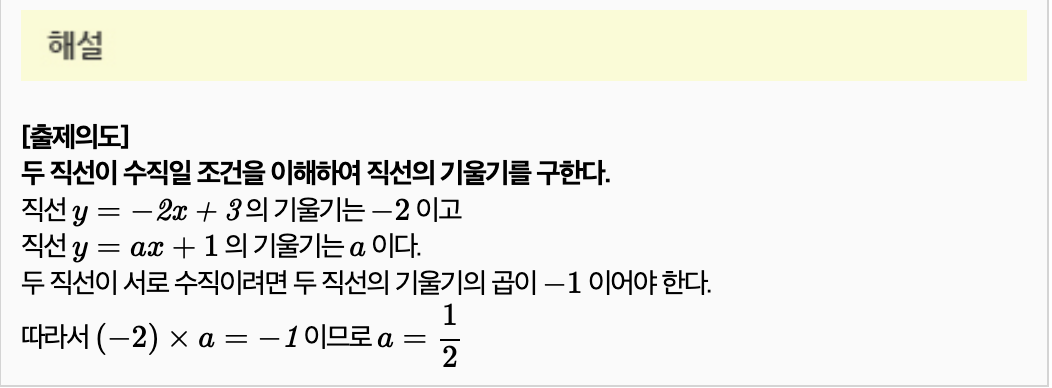 해설
[출제의도]
두 직선이 수직일 조건을 이해하여 직선의 기울기를 구한다.
직선 y = −2x + 3의 기울기는 −2 이고
직선 y = ax + 1 의 기울기는 a 이다.
두 직선이 서로 수직이려면 두 직선의 기울기의 곱이 −1 이어야 한다.
따라서 (−2) × a = −1 이므로 a = 1/2